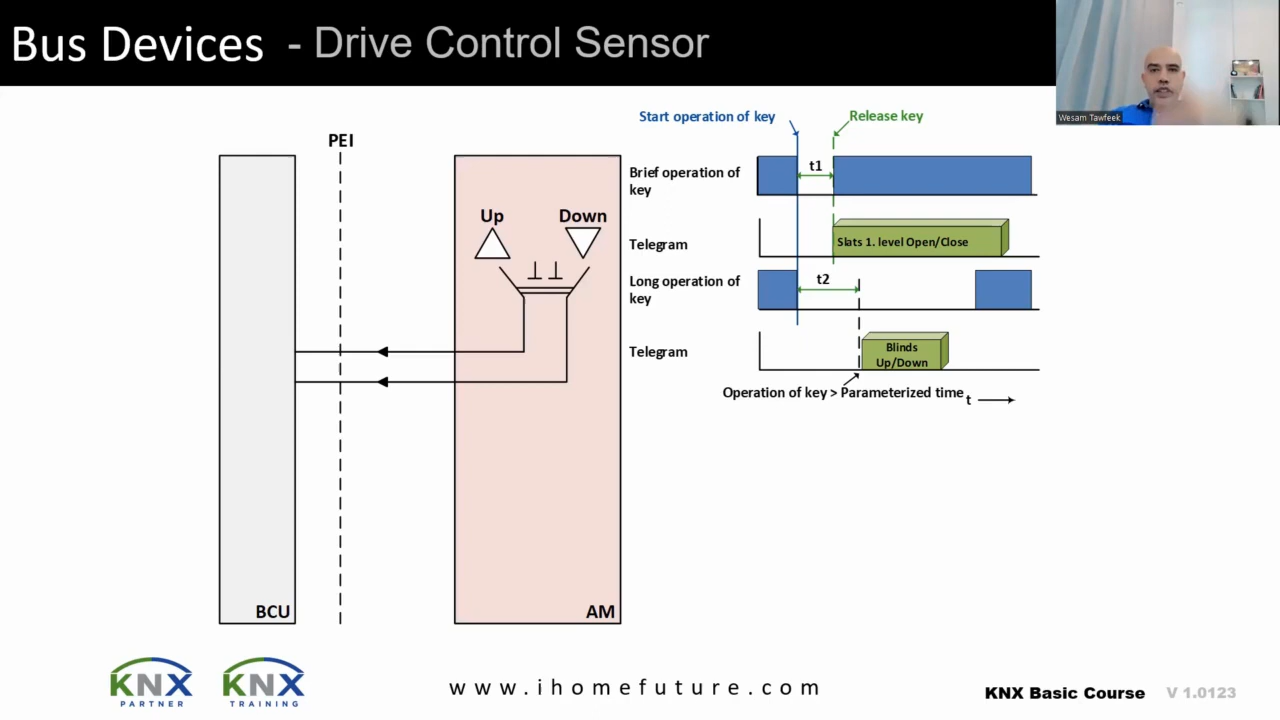 Bus Devices - Drive Control Sensor
Wesam Tawfeek
PEI
Up
Down
BCU
AM
Start operation of key
Release key
Brief operation of
key
t1
Telegram
Slats 1. level Open/Close
Long operation of
key
t2
Telegram
Blinds
Up/Down
Operation of key > Parameterized time
t
KNX
PARTNER
KNX
TRAINING
www.ihomefuture.com
KNX Basic Course V 1.0123